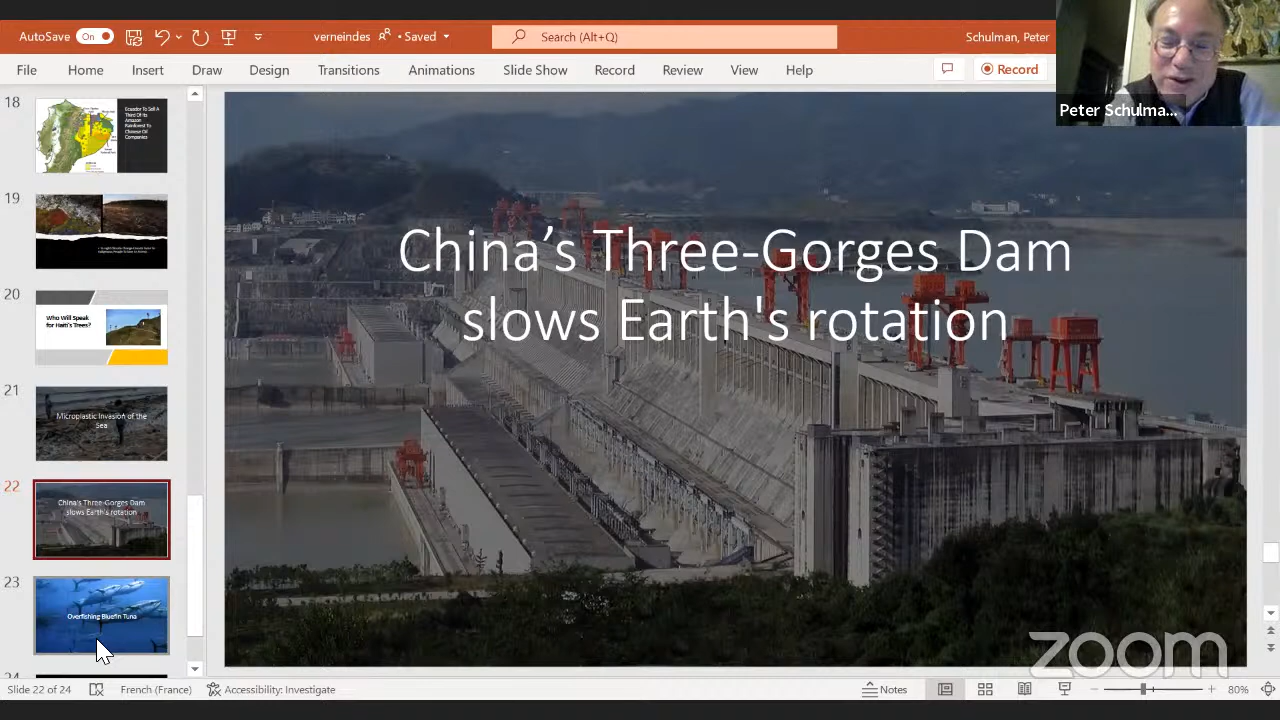 AutoSave On verneindes • Saved Search (Alt+Q) Schulman, Peter
File Home Insert Draw Design Transitions Animations Slide Show Record Review View Help Record
Peter Schulma...
18
Ecuador To Sell A
Third Of Its
Amazon
Rainforest To
Chinese Oil
Companies
19
20
Who Will Speak
for Haiti's Trees?
21
Microplastic Invasion of the
Sea
22
China's Three-Gorges Dam
slows Earth's rotation
23
Overfishing Bluefin Tuna
24
China’s Three-Gorges Dam
slows Earth's rotation
zoom
Slide 22 of 24 French (France) Accessibility: Investigate Notes 80%